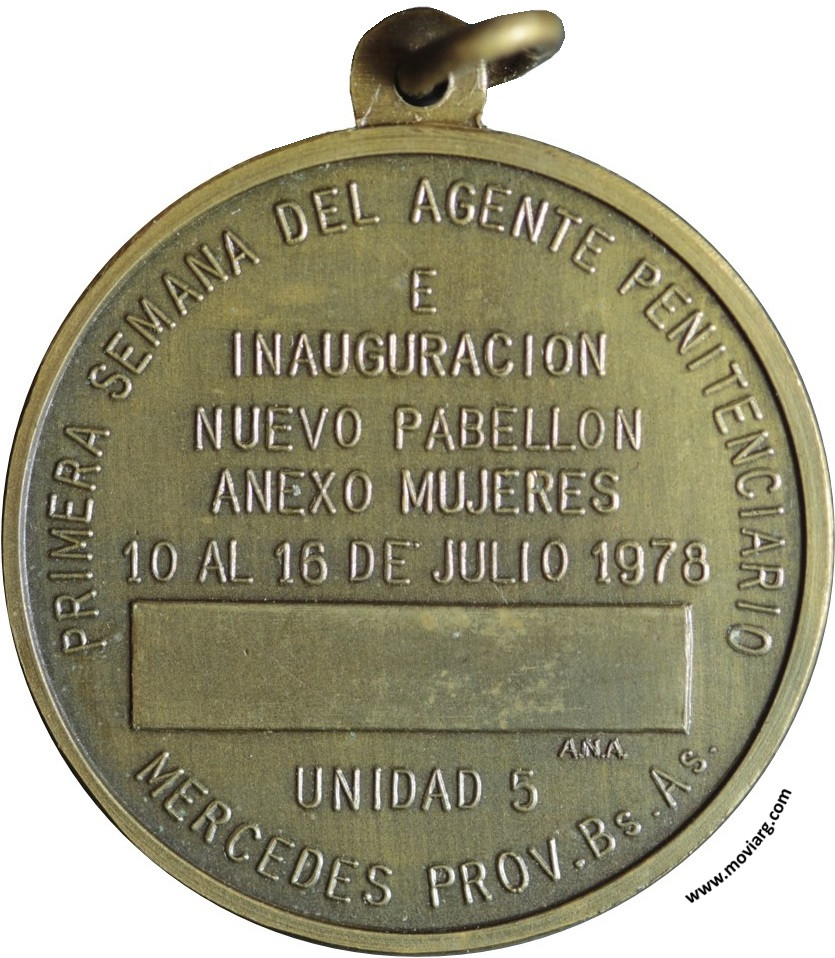 PRIMERA SEMANA DEL AGENTE PENITENCIARIO
E
INAUGURACION
NUEVO PABELLON
ANEXO MUJERES
10 AL 16 DE JULIO 1978
A.N.A.
UNIDAD 5
MERCEDES PROV. Bs. As.
www.moviarg.com